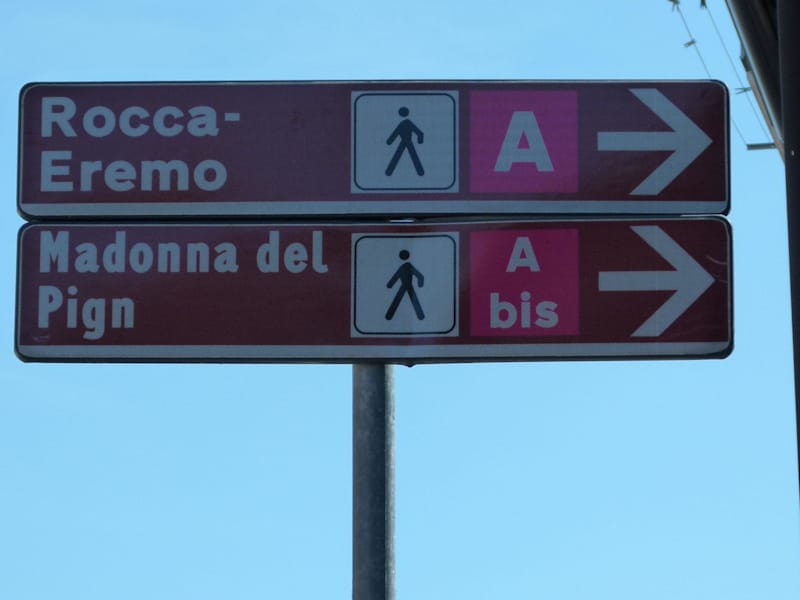 Rocca-
Eremo
A
Madonna del
Pign
A
bis